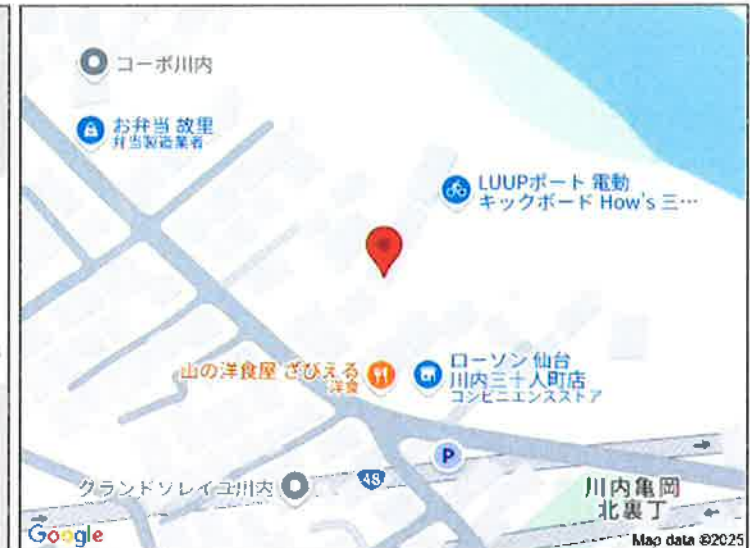 コーポ川内
お弁当 故里
弁当製造業者
LUUPポート 電動
キックボード How's 三…
山の洋食屋 ざびえる
洋食
ローソン 仙台
川内三十人町店
コンビニエンスストア
P
グランドソレイユ川内
48
川内亀岡
北裏丁
Google
Map data ©2025